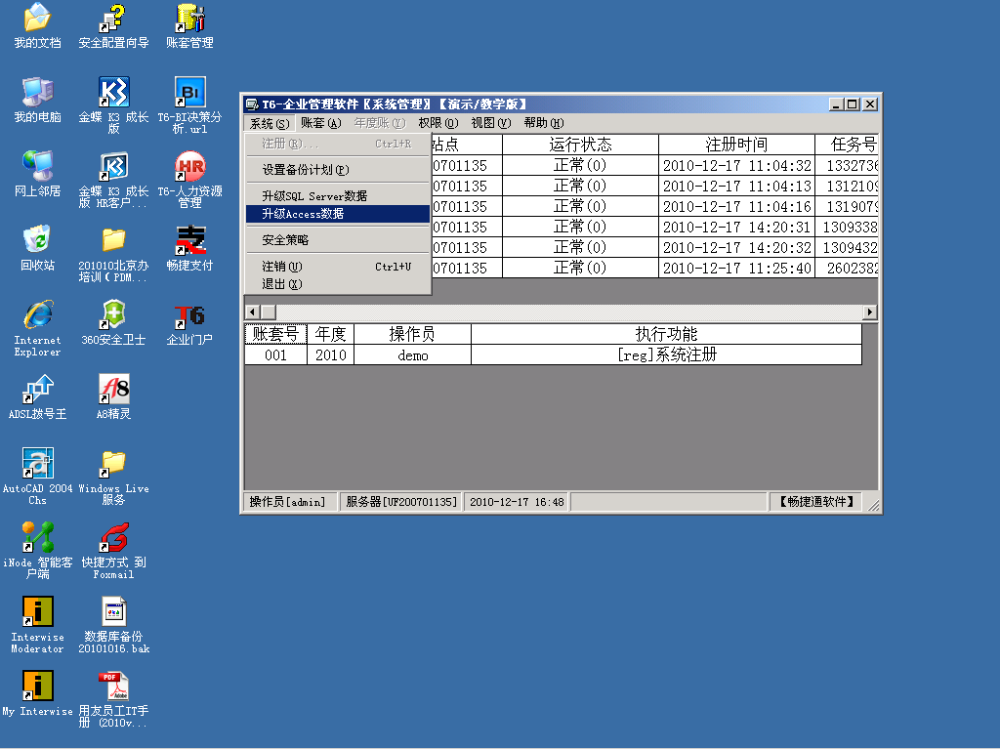 我的文档
安全配置向导
账套管理
我的电脑
金蝶 K3 成长
版
T6-BI决策分
析.url
网上邻居
金蝶 K3 成长
版 HR客户...
T6-人力资源
管理
回收站
201010北京办
培训(PDM...
畅捷支付
Internet
Explorer
360安全卫士
企业门户
ADSL拨号王
A8精灵
AutoCAD 2004
Chs
Windows Live
服务
iNode 智能客
户端
快捷方式 到
Foxmail
Interwise
Moderator
数据库备份
20101016.bak
My Interwise
用友员工IT手
册 (2010v...
T6-企业管理软件〖系统管理〗【演示/教学版】
系统(S) 账套(A) 年度账(Y) 权限(O) 视图(V) 帮助(H)
注册(R)... Ctrl+R
设置备份计划(P)
升级SQL Server数据
升级Access数据
安全策略
注销(U) Ctrl+U
退出(X)
站点 运行状态 注册时间 任务号
0701135 正常(0) 2010-12-17 11:04:32 1332736
0701135 正常(0) 2010-12-17 11:04:13 1312109
0701135 正常(0) 2010-12-17 11:04:16 1319079
0701135 正常(0) 2010-12-17 14:20:31 1309338
0701135 正常(0) 2010-12-17 14:20:32 1309432
0701135 正常(0) 2010-12-17 11:25:40 2602382
账套号 年度 操作员 执行功能
001 2010 demo [reg]系统注册
操作员[admin] 服务器[UF200701135] 2010-12-17 16:48 【畅捷通软件】